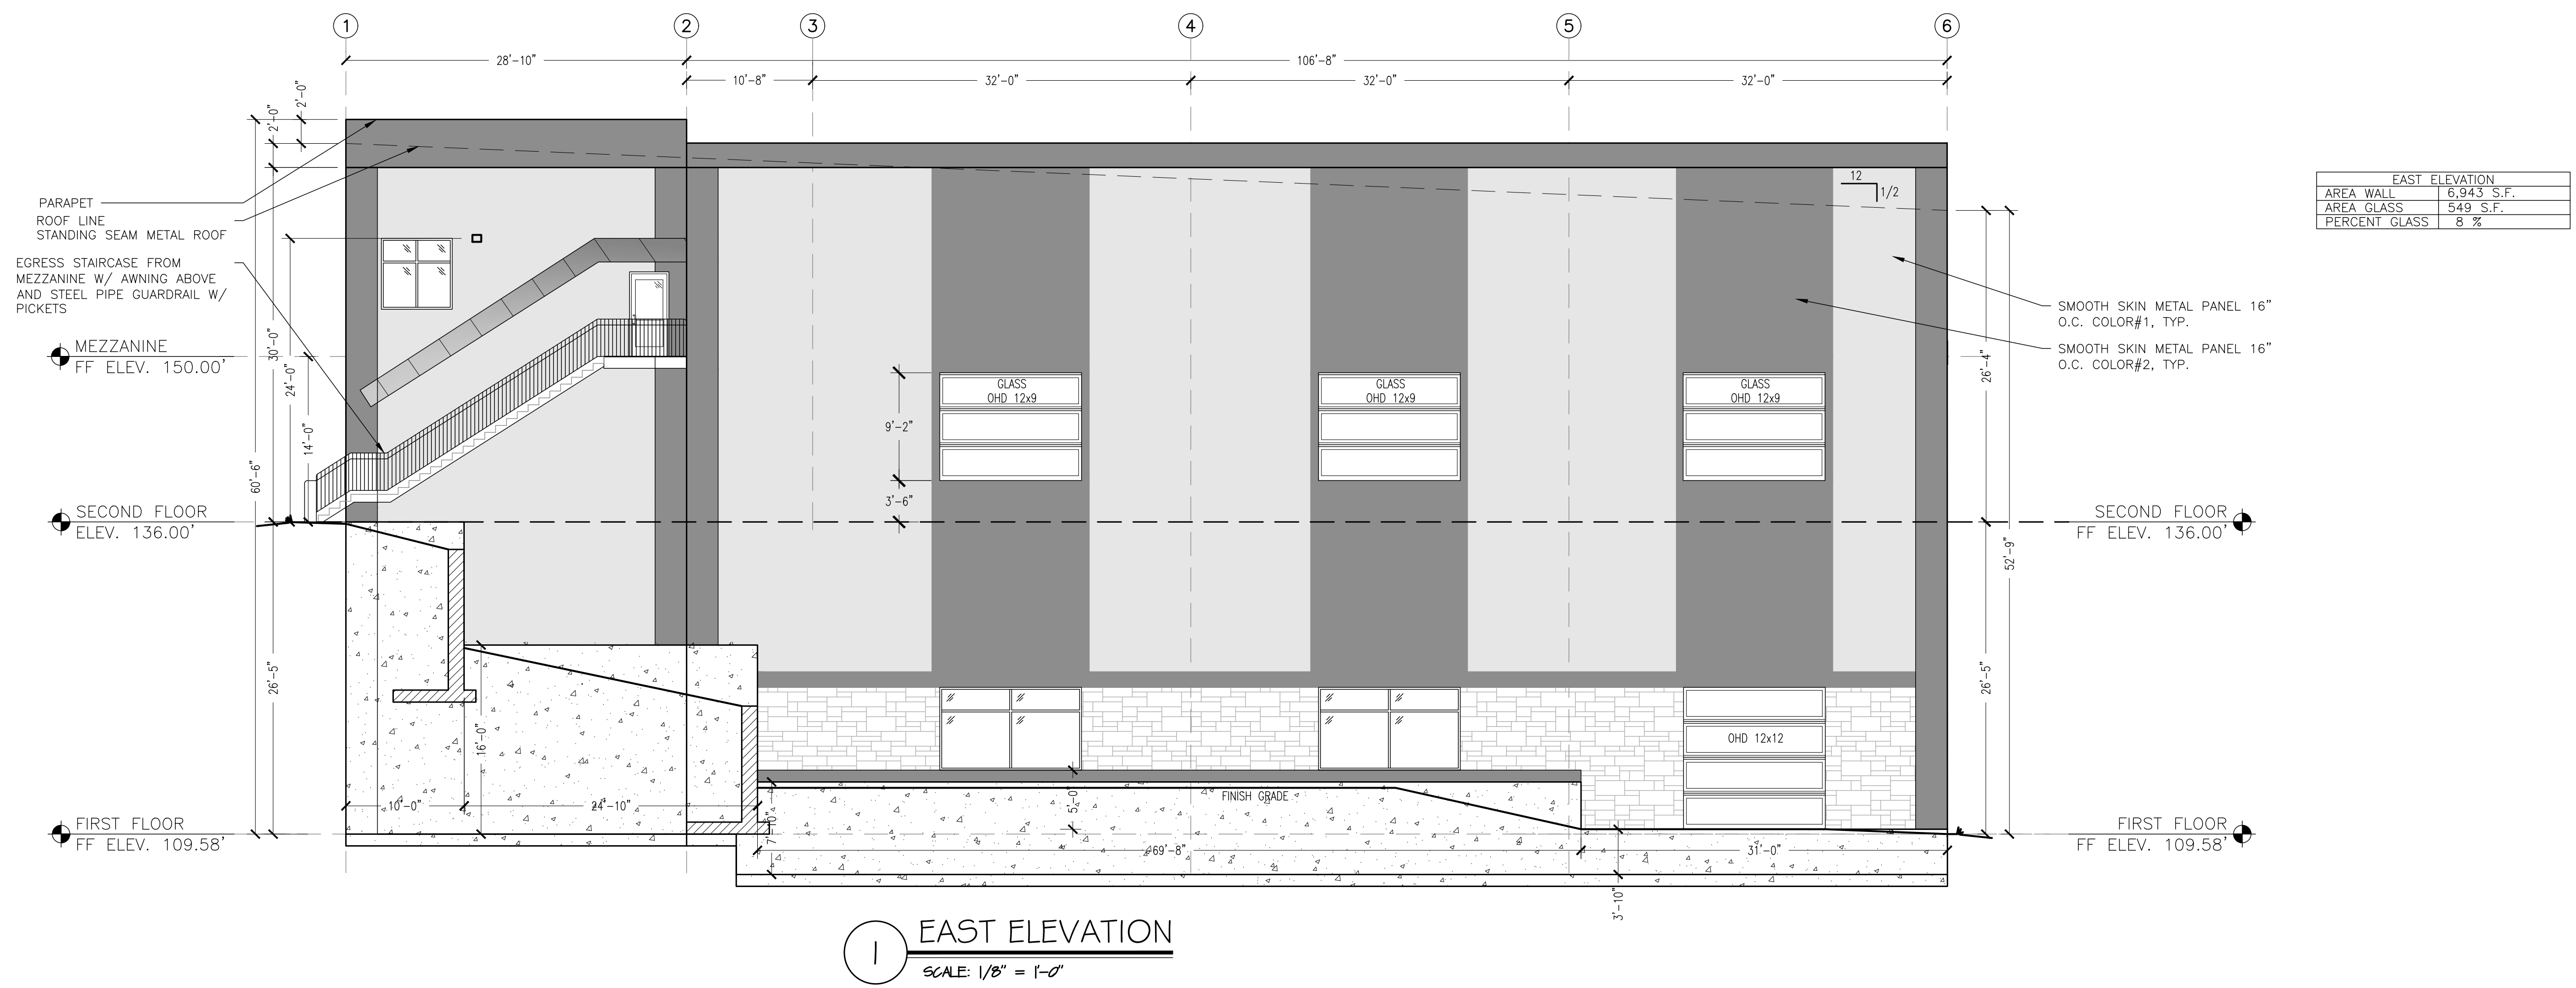 1 2 3 4 5 6
28'-10" 106'-8"
10'-8" 32'-0" 32'-0" 32'-0"
2'-0"
2'-0"
12
1/2
EAST ELEVATION
AREA WALL 6,943 S.F.
AREA GLASS 549 S.F.
PERCENT GLASS 8 %
PARAPET
ROOF LINE
STANDING SEAM METAL ROOF
EGRESS STAIRCASE FROM
MEZZANINE W/ AWNING ABOVE
AND STEEL PIPE GUARDRAIL W/
PICKETS
SMOOTH SKIN METAL PANEL 16"
O.C. COLOR#1, TYP.
SMOOTH SKIN METAL PANEL 16"
O.C. COLOR#2, TYP.
MEZZANINE
FF ELEV. 150.00'
30'-0"
24'-0"
14'-0"
60'-6"
26'-4"
GLASS
OHD 12x9
GLASS
OHD 12x9
GLASS
OHD 12x9
9'-2"
3'-6"
SECOND FLOOR
ELEV. 136.00'
SECOND FLOOR
FF ELEV. 136.00'
52'-9"
26'-5"
26'-5"
16'-0"
OHD 12x12
10'-0" 24'-10"
FINISH GRADE
5'-0"
7'-10"
FIRST FLOOR
FF ELEV. 109.58'
FIRST FLOOR
FF ELEV. 109.58'
69'-8" 31'-0"
3'-10"
1 EAST ELEVATION
SCALE: 1/8" = 1'-0"